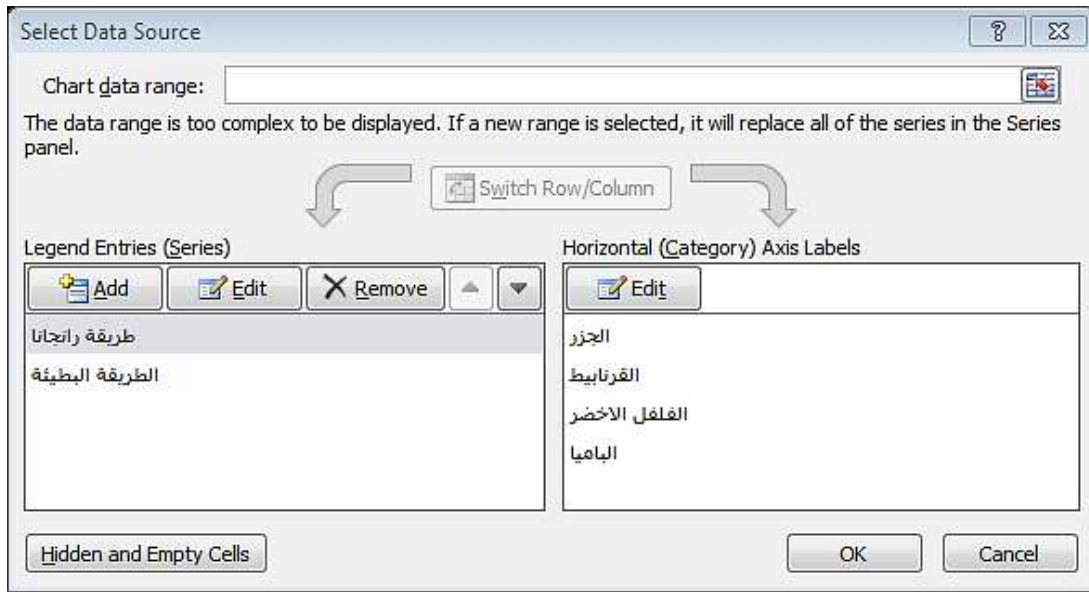 Select Data Source
Chart data range:
The data range is too complex to be displayed. If a new range is selected, it will replace all of the series in the Series
panel.
Switch Row/Column
Legend Entries (Series)
Horizontal (Category) Axis Labels
Add Edit Remove
Edit
طريقة رانجانا
الطريقة البطيئة
الجزر
القرنابيط
الفلفل الاخضر
الباميا
Hidden and Empty Cells
OK Cancel